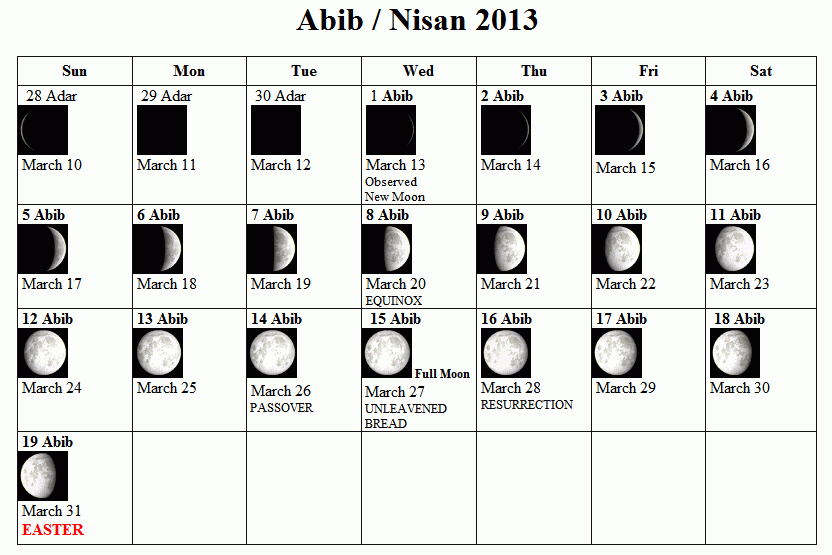 Abib / Nisan 2013
Sun Mon Tue Wed Thu Fri Sat
28 Adar 29 Adar 30 Adar 1 Abib 2 Abib 3 Abib 4 Abib
March 10 March 11 March 12 March 13 March 14 March 15 March 16
Observed
New Moon
5 Abib 6 Abib 7 Abib 8 Abib 9 Abib 10 Abib 11 Abib
March 17 March 18 March 19 March 20 March 21 March 22 March 23
EQUINOX
12 Abib 13 Abib 14 Abib 15 Abib 16 Abib 17 Abib 18 Abib
Full Moon
March 24 March 25 March 26 March 27 March 28 March 29 March 30
PASSOVER UNLEAVENED RESURRECTION
BREAD
19 Abib
March 31
EASTER